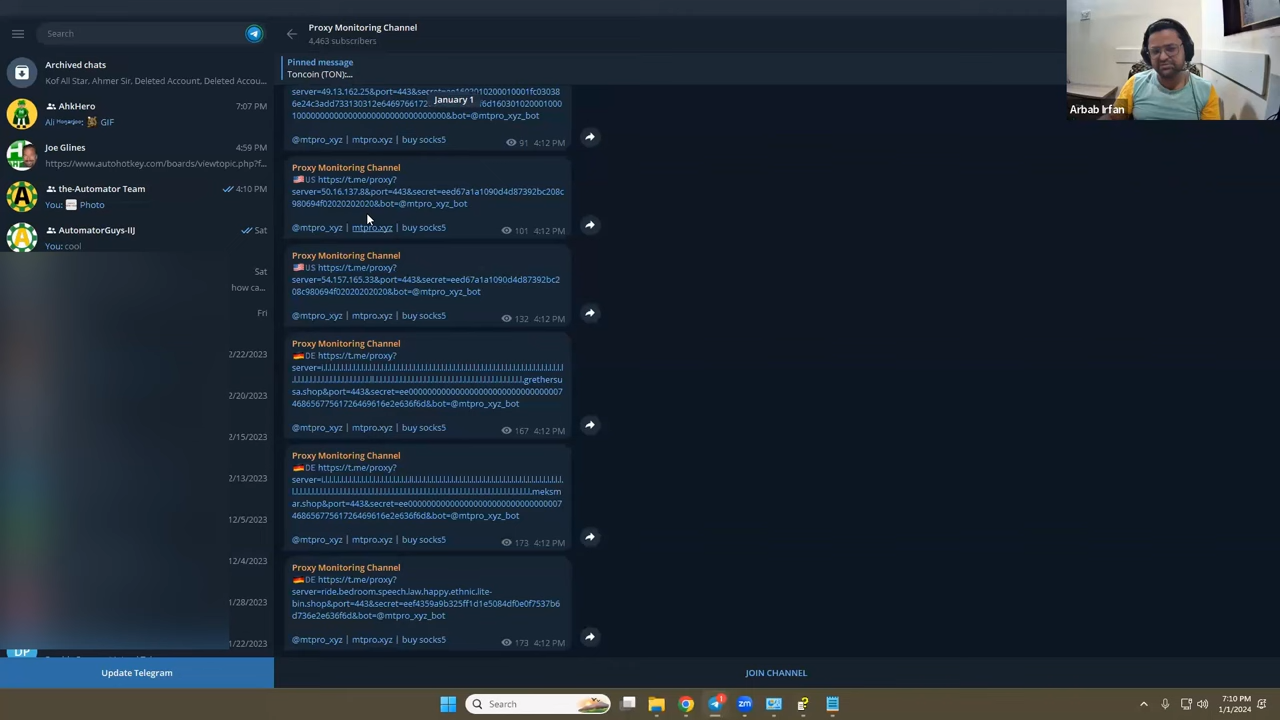 Search
Archived chats
Kof All Star, Ahmer Sir, Deleted Account, Deleted Accou...
AhkHero
7:07 PM
GIF
Joe Glines
4:59 PM
https://www.autohotkey.com/boards/viewtopic.php?f...
the-Automator Team
4:10 PM
You: Photo
AutomatorGuys-IIJ
Sat
You: cool
Sat
how ca...
Fri
2/22/2023
2/20/2023
2/15/2023
2/13/2023
12/5/2023
12/4/2023
1/28/2023
1/22/2023
DP
Update Telegram
Proxy Monitoring Channel
4,463 subscribers
Pinned message
Toncoin (TON):...
January 1
@mtpro_xyz | mtpro.xyz | buy socks5
91 4:12 PM
Proxy Monitoring Channel
🇺🇸US https://t.me/proxy?
server=50.16.137.8&port=443&secret=eed67a1a1090d4d87392bc208c
980694f02020202020&bot=@mtpro_xyz_bot
@mtpro_xyz | mtpro.xyz | buy socks5
101 4:12 PM
Proxy Monitoring Channel
🇺🇸US https://t.me/proxy?
server=54.157.165.33&port=443&secret=eed67a1a1090d4d87392bc2
08c980694f02020202020&bot=@mtpro_xyz_bot
@mtpro_xyz | mtpro.xyz | buy socks5
132 4:12 PM
Proxy Monitoring Channel
🇩🇪DE https://t.me/proxy?
@mtpro_xyz | mtpro.xyz | buy socks5
167 4:12 PM
Proxy Monitoring Channel
🇩🇪DE https://t.me/proxy?
@mtpro_xyz | mtpro.xyz | buy socks5
173 4:12 PM
Proxy Monitoring Channel
🇩🇪DE https://t.me/proxy?
server=ride.bedroom.speech.law.happy.ethnic.lite-
bin.shop&port=443&secret=eef4359a9b325ff1d1e5084df0e0f7537b6
d736e2e636f6d&bot=@mtpro_xyz_bot
@mtpro_xyz | mtpro.xyz | buy socks5
173 4:12 PM
JOIN CHANNEL
Arbab Irfan
Search
7:10 PM
1/1/2024